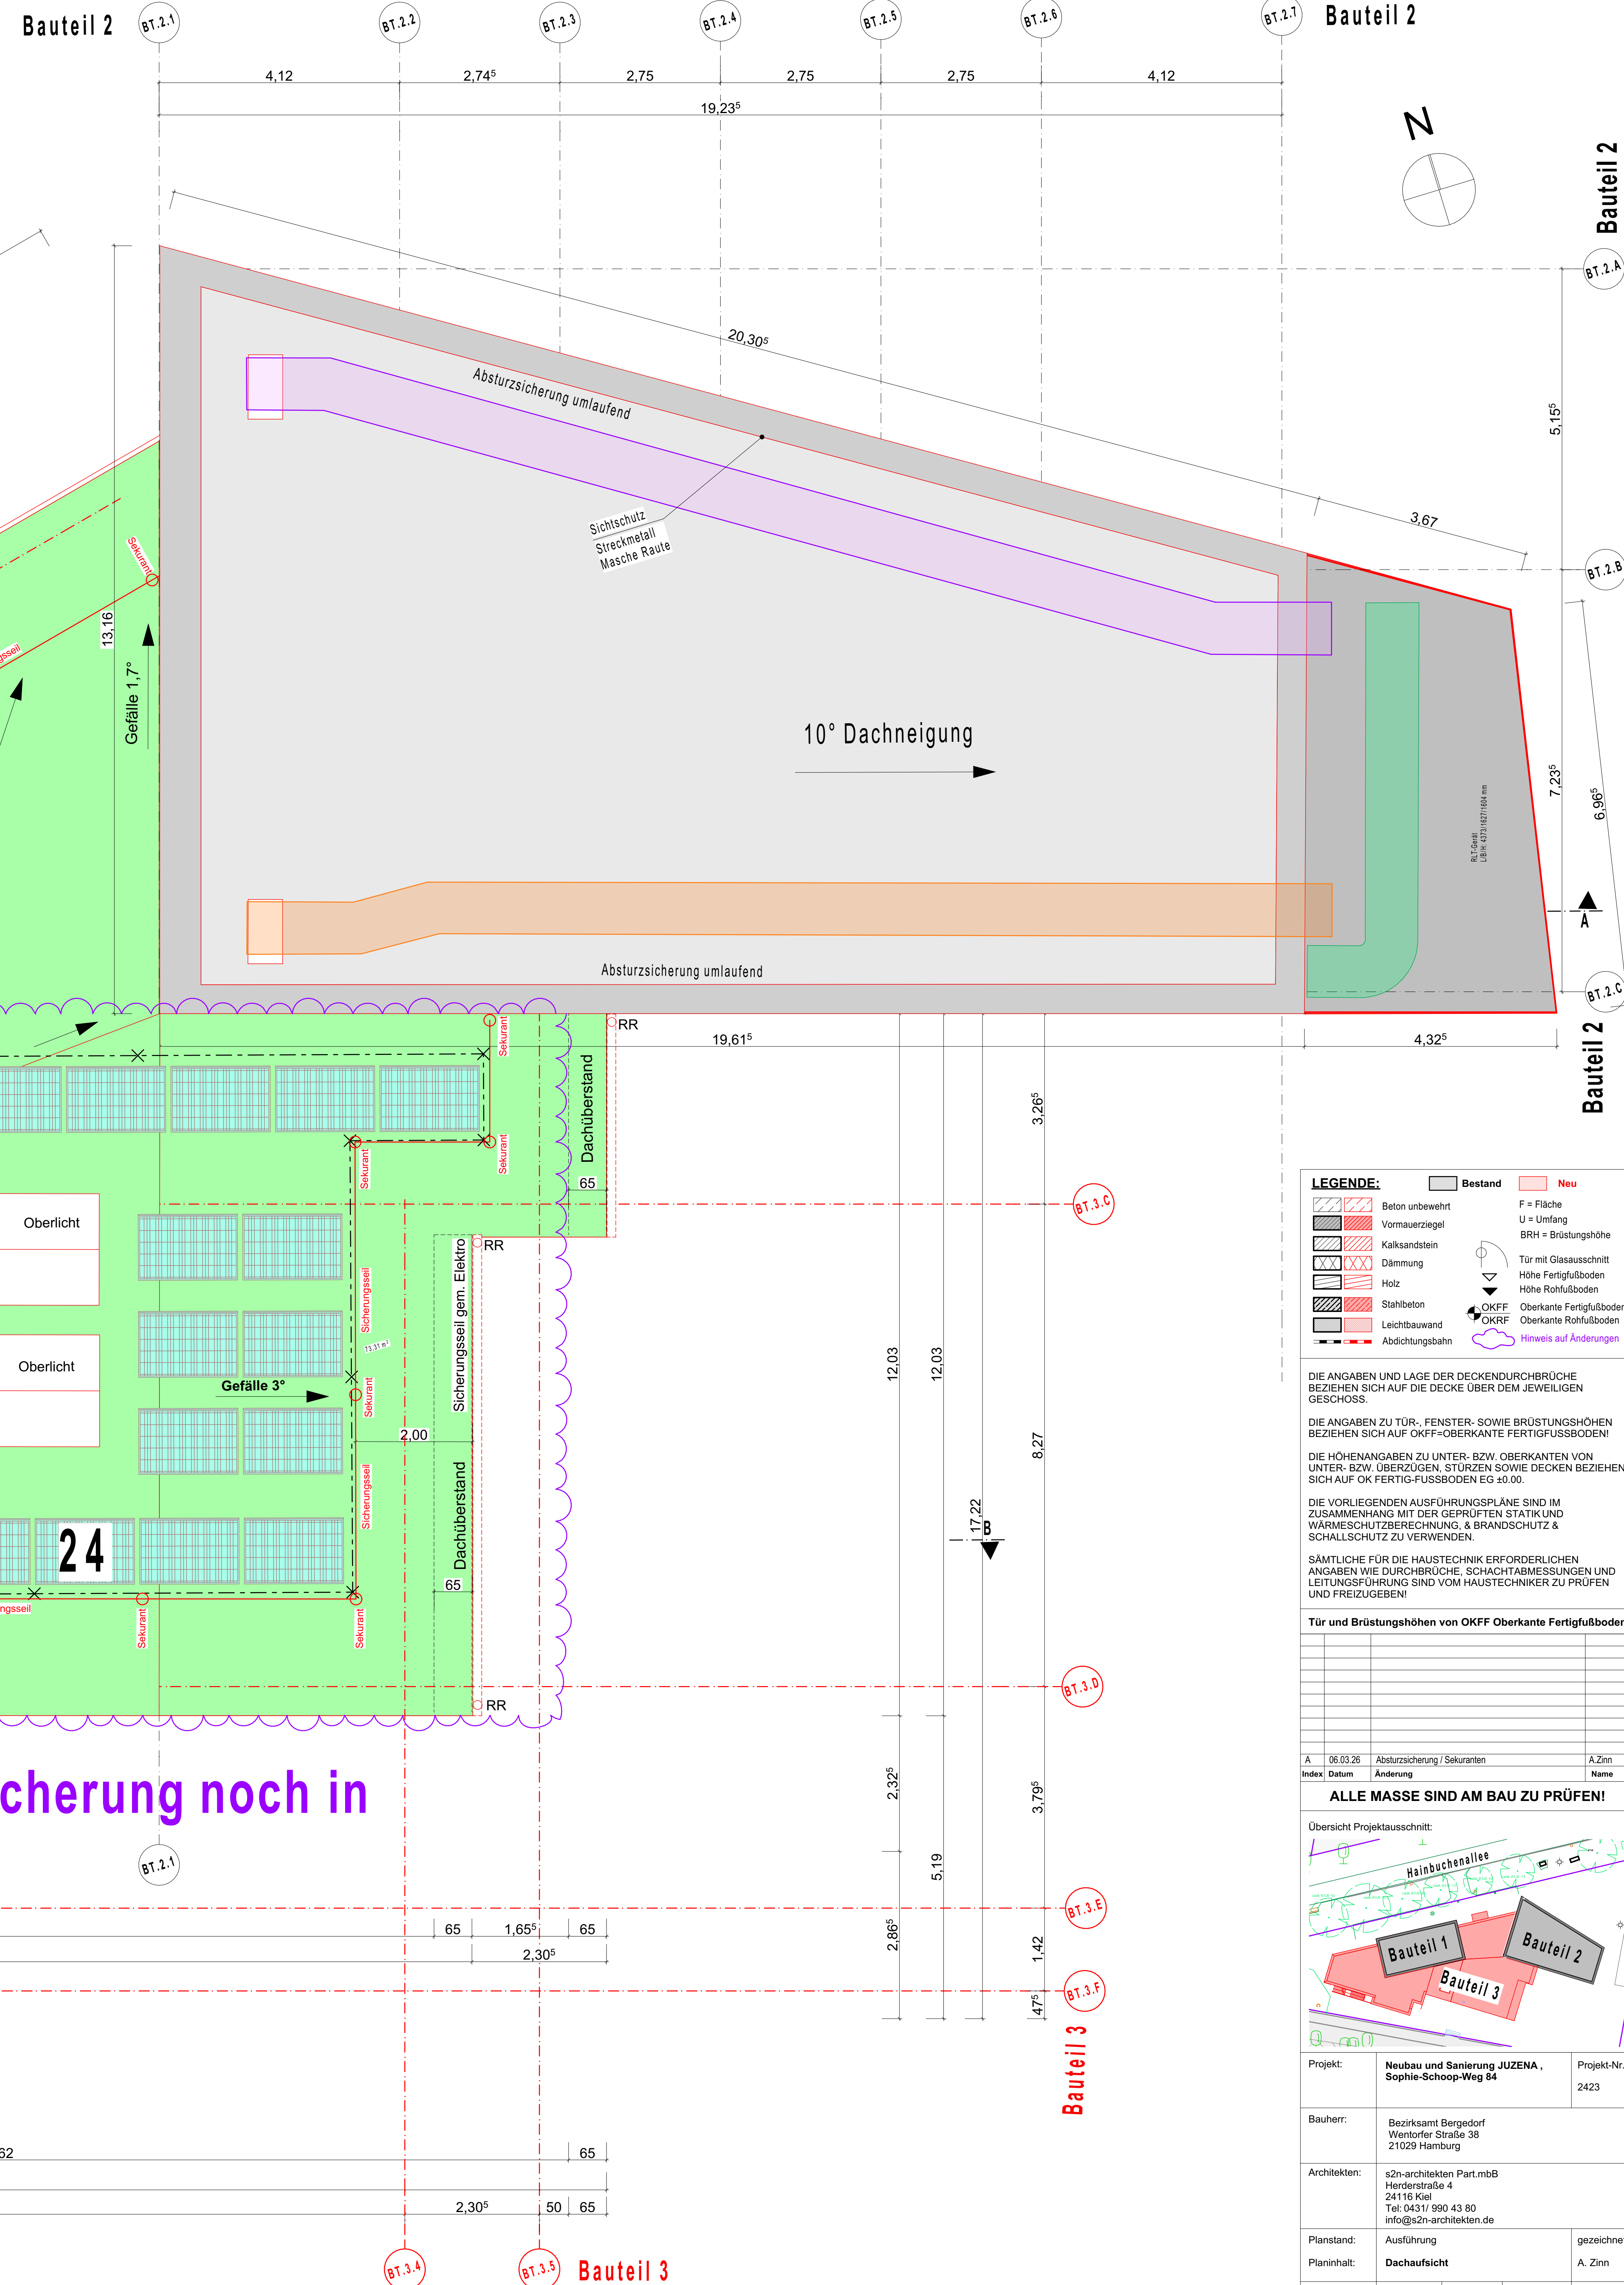 Bauteil 2
BT.2.1
BT.2.2
BT.2.3
BT.2.4
BT.2.5
BT.2.6
BT.2.7
Bauteil 2
4,12
2,74⁵
2,75
2,75
2,75
4,12
19,23⁵
N
Bauteil 2
BT.2.A
20,30⁵
5,15⁵
Absturzsicherung umlaufend
Sichtschutz
Streckmetall
Masche Raute
3,67
BT.2.B
Sekurant
13,16
Gefälle 1,7°
10° Dachneigung
7,23⁵
6,96⁵
RLT-Gerät
L/B/H: 4373/1627/1604 mm
A
Absturzsicherung umlaufend
BT.2.C
RR
19,61⁵
4,32⁵
Bauteil 2
Sekurant
Dachüberstand
3,26⁵
Sekurant
Sekurant
65
BT.3.C
Oberlicht
RR
Sicherungsseil
Sicherungsseil gem. Elektro
73,31 m²
Oberlicht
Gefälle 3°
Sekurant
12,03
12,03
2,00
8,27
Sicherungsseil
Dachüberstand
17,22
B
24
65
ngsseil
Sekurant
Sekurant
BT.3.D
RR
cherung noch in
2,32⁵
3,79⁵
BT.2.1
5,19
BT.3.E
65
1,65⁵
65
2,30⁵
2,86⁵
1,42
BT.3.F
47⁵
Bauteil 3
62
65
2,30⁵
50
65
BT.3.4
BT.3.5
Bauteil 3
LEGENDE:
Bestand
Neu
Beton unbewehrt
F = Fläche
Vormauerziegel
U = Umfang
BRH = Brüstungshöhe
Kalksandstein
Dämmung
Tür mit Glasausschnitt
Holz
Höhe Fertigfußboden
Höhe Rohfußboden
Stahlbeton
OKFF
Oberkante Fertigfußboden
OKRF
Oberkante Rohfußboden
Leichtbauwand
Abdichtungsbahn
Hinweis auf Änderungen
DIE ANGABEN UND LAGE DER DECKENDURCHBRÜCHE
BEZIEHEN SICH AUF DIE DECKE ÜBER DEM JEWEILIGEN
GESCHOSS.
DIE ANGABEN ZU TÜR-, FENSTER- SOWIE BRÜSTUNGSHÖHEN
BEZIEHEN SICH AUF OKFF=OBERKANTE FERTIGFUSSBODEN!
DIE HÖHENANGABEN ZU UNTER- BZW. OBERKANTEN VON
UNTER- BZW. ÜBERZÜGEN, STÜRZEN SOWIE DECKEN BEZIEHEN
SICH AUF OK FERTIG-FUSSBODEN EG ±0.00.
DIE VORLIEGENDEN AUSFÜHRUNGSPLÄNE SIND IM
ZUSAMMENHANG MIT DER GEPRÜFTEN STATIK UND
WÄRMESCHUTZBERECHNUNG, & BRANDSCHUTZ &
SCHALLSCHUTZ ZU VERWENDEN.
SÄMTLICHE FÜR DIE HAUSTECHNIK ERFORDERLICHEN
ANGABEN WIE DURCHBRÜCHE, SCHACHTABMESSUNGEN UND
LEITUNGSFÜHRUNG SIND VOM HAUSTECHNIKER ZU PRÜFEN
UND FREIZUGEBEN!
Tür und Brüstungshöhen von OKFF Oberkante Fertigfußboden
A 06.03.26 Absturzsicherung / Sekuranten A.Zinn
Index Datum Änderung Name
ALLE MASSE SIND AM BAU ZU PRÜFEN!
Übersicht Projektausschnitt:
Hainbuchenallee
Bauteil 1
Bauteil 2
Bauteil 3
Projekt:
Neubau und Sanierung JUZENA ,
Sophie-Schoop-Weg 84
Projekt-Nr.
2423
Bauherr:
Bezirksamt Bergedorf
Wentorfer Straße 38
21029 Hamburg
Architekten:
s2n-architekten Part.mbB
Herderstraße 4
24116 Kiel
Tel: 0431/ 990 43 80
info@s2n-architekten.de
Planstand:
Ausführung
gezeichnet
Planinhalt:
Dachaufsicht
A. Zinn